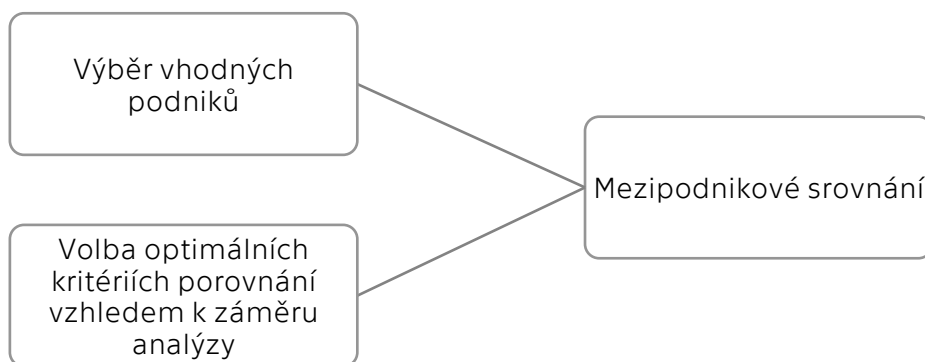 Výběr vhodných
podniků
Mezipodnikové srovnání
Volba optimálních
kritériích porovnání
vzhledem k záměru
analýzy